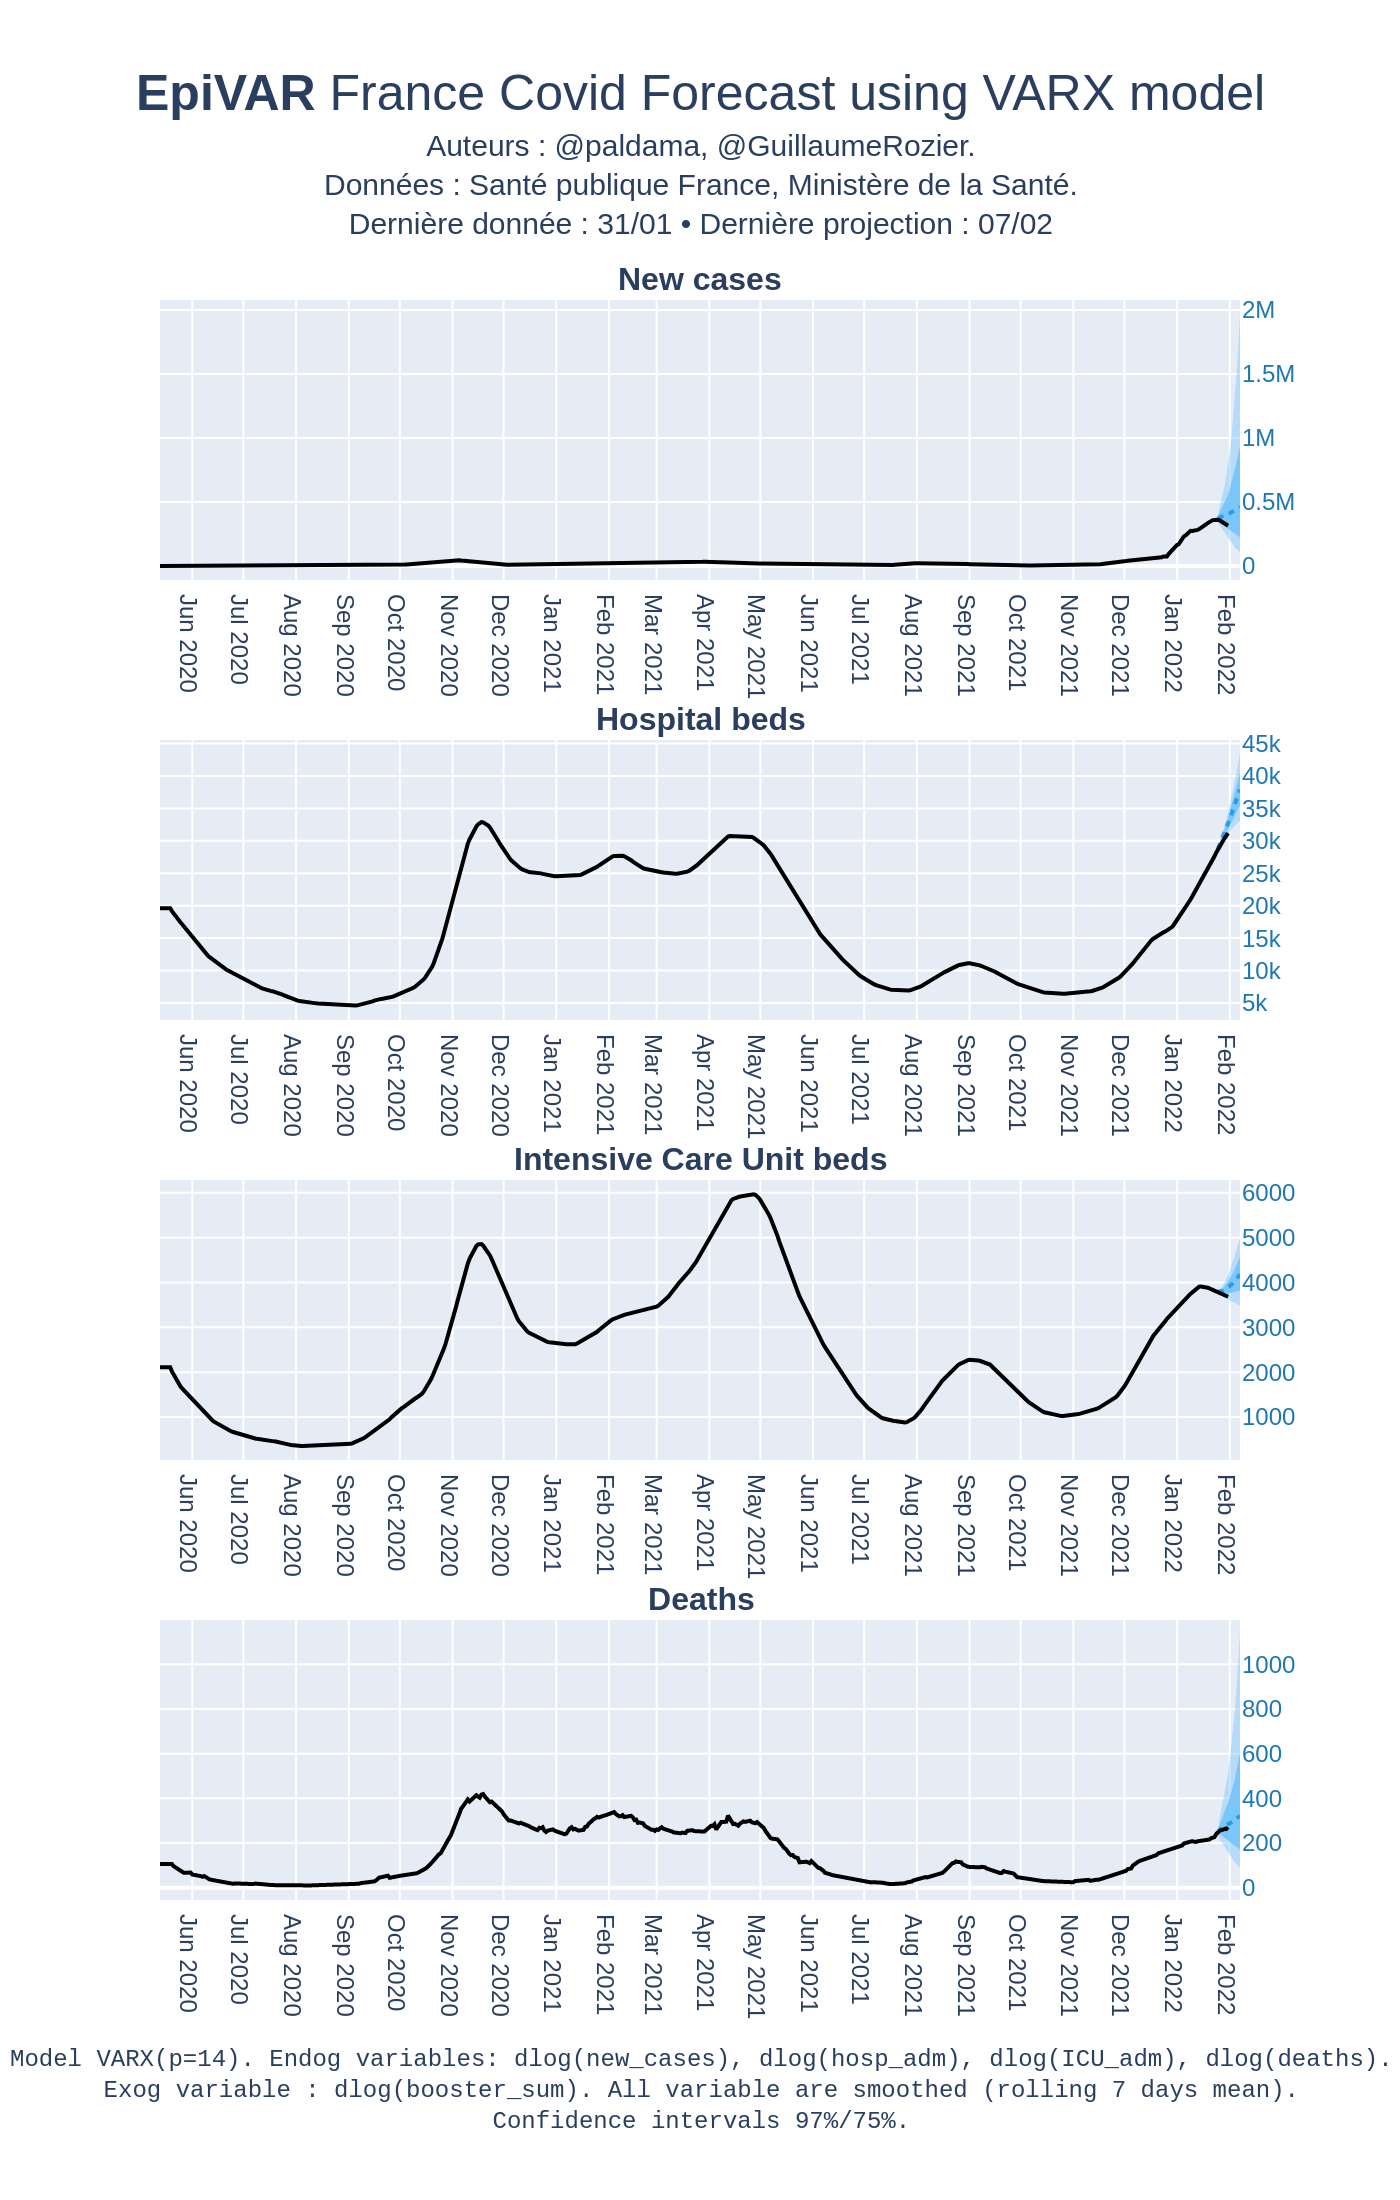 EpiVAR France Covid Forecast using VARX model
Auteurs : @paldama, @GuillaumeRozier.
Données : Santé publique France, Ministère de la Santé.
Dernière donnée : 31/01 • Dernière projection : 07/02
New cases
2M
1.5M
1M
0.5M
0
Jun 2020 Jul 2020 Aug 2020 Sep 2020 Oct 2020 Nov 2020 Dec 2020 Jan 2021 Feb 2021 Mar 2021 Apr 2021 May 2021 Jun 2021 Jul 2021 Aug 2021 Sep 2021 Oct 2021 Nov 2021 Dec 2021 Jan 2022 Feb 2022
Hospital beds
45k
40k
35k
30k
25k
20k
15k
10k
5k
Jun 2020 Jul 2020 Aug 2020 Sep 2020 Oct 2020 Nov 2020 Dec 2020 Jan 2021 Feb 2021 Mar 2021 Apr 2021 May 2021 Jun 2021 Jul 2021 Aug 2021 Sep 2021 Oct 2021 Nov 2021 Dec 2021 Jan 2022 Feb 2022
Intensive Care Unit beds
6000
5000
4000
3000
2000
1000
Jun 2020 Jul 2020 Aug 2020 Sep 2020 Oct 2020 Nov 2020 Dec 2020 Jan 2021 Feb 2021 Mar 2021 Apr 2021 May 2021 Jun 2021 Jul 2021 Aug 2021 Sep 2021 Oct 2021 Nov 2021 Dec 2021 Jan 2022 Feb 2022
Deaths
1000
800
600
400
200
0
Jun 2020 Jul 2020 Aug 2020 Sep 2020 Oct 2020 Nov 2020 Dec 2020 Jan 2021 Feb 2021 Mar 2021 Apr 2021 May 2021 Jun 2021 Jul 2021 Aug 2021 Sep 2021 Oct 2021 Nov 2021 Dec 2021 Jan 2022 Feb 2022
Model VARX(p=14). Endog variables: dlog(new_cases), dlog(hosp_adm), dlog(ICU_adm), dlog(deaths).
Exog variable : dlog(booster_sum). All variable are smoothed (rolling 7 days mean).
Confidence intervals 97%/75%.